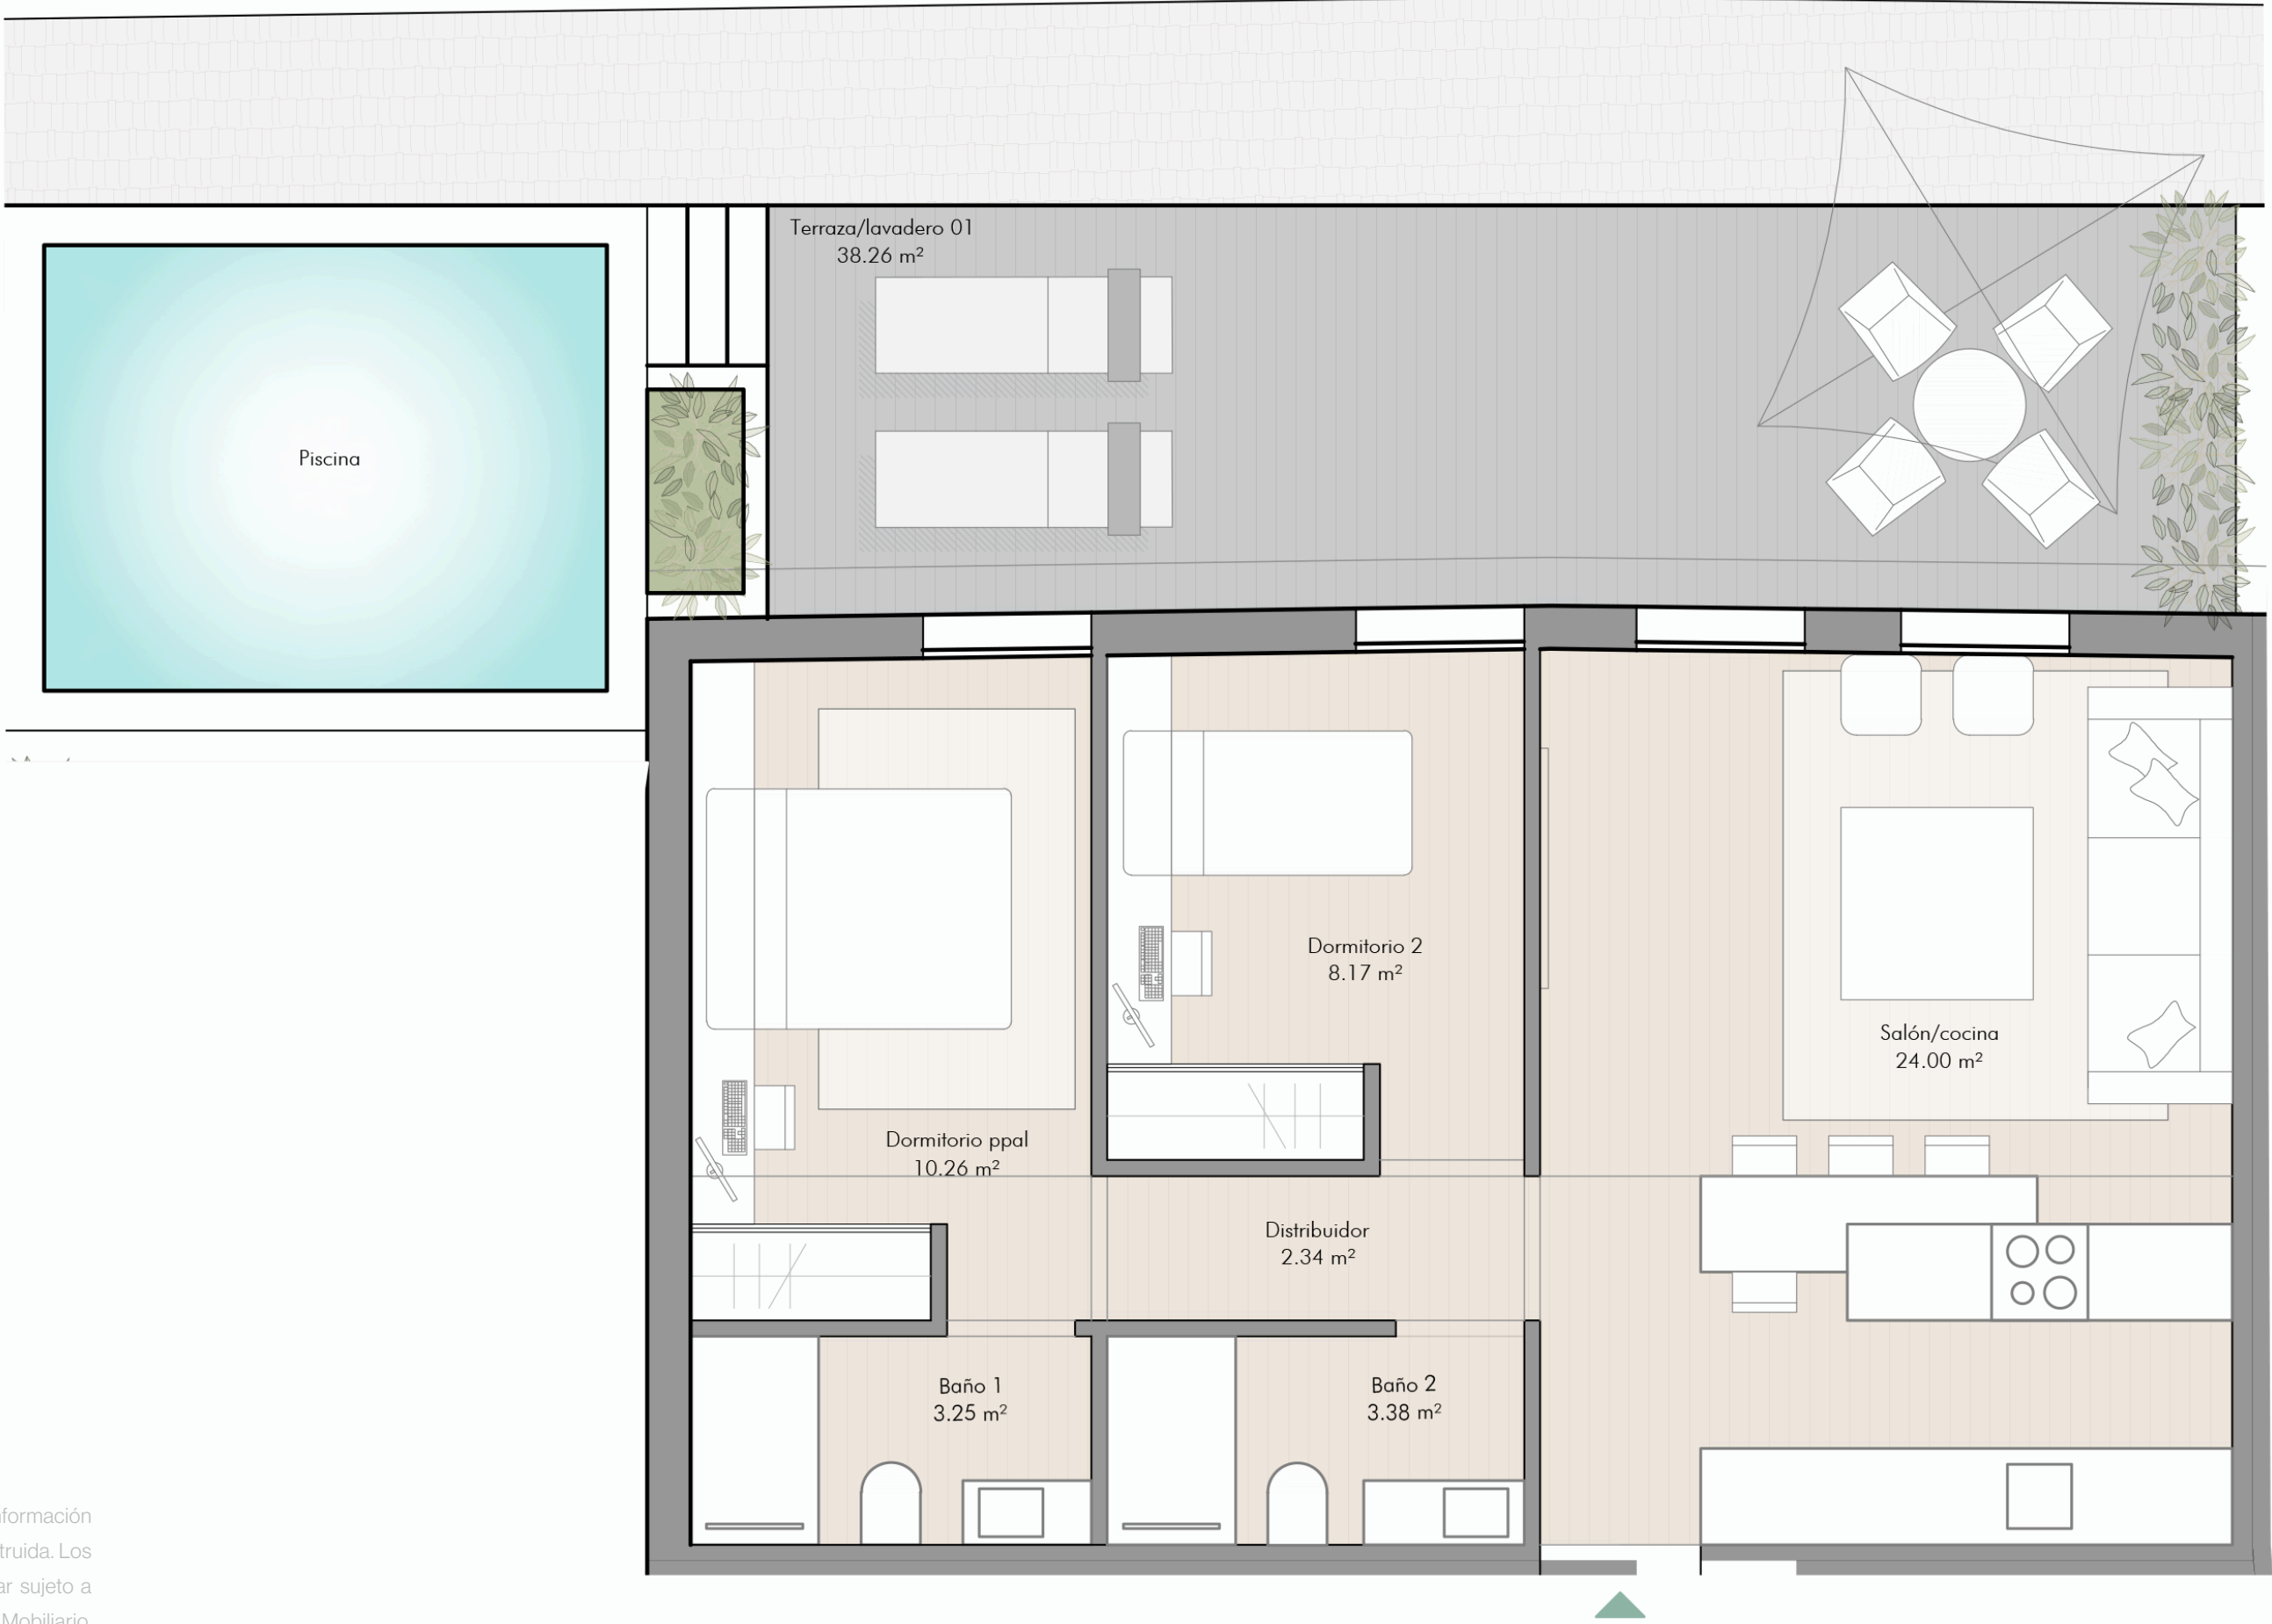 Terraza/lavadero 01
38.26 m²
Piscina
Dormitorio 2
8.17 m²
Salón/cocina
24.00 m²
Dormitorio ppal
10.26 m²
Distribuidor
2.34 m²
Baño 1
3.25 m²
Baño 2
3.38 m²
formación
truida. Los
ar sujeto a
Mobiliario